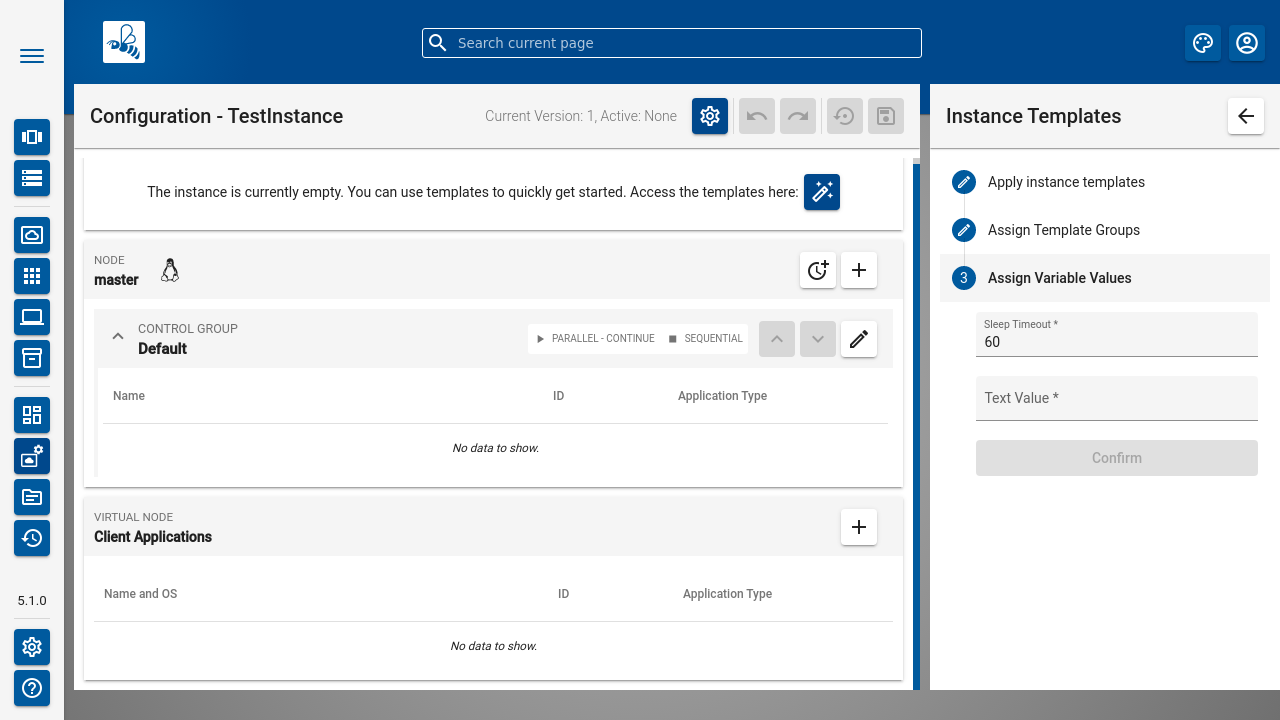 Search current page
Configuration - TestInstance
Current Version: 1, Active: None
Instance Templates
The instance is currently empty. You can use templates to quickly get started. Access the templates here:
NODE
master
CONTROL GROUP
Default
PARALLEL - CONTINUE
SEQUENTIAL
Name
ID
Application Type
No data to show.
VIRTUAL NODE
Client Applications
Name and OS
ID
Application Type
No data to show.
Apply instance templates
Assign Template Groups
3
Assign Variable Values
Sleep Timeout *
60
Text Value *
Confirm
5.1.0